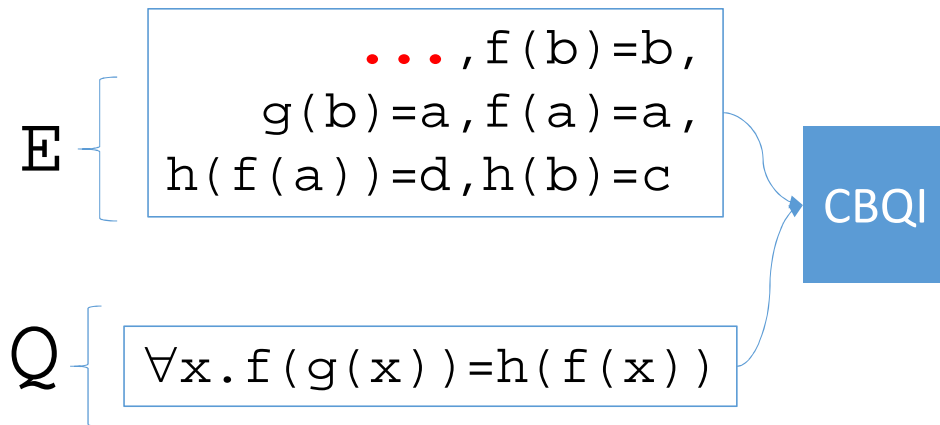 ...,f(b)=b,
E
g(b)=a,f(a)=a,
h(f(a))=d,h(b)=c
CBQI
Q
∀x.f(g(x))=h(f(x))